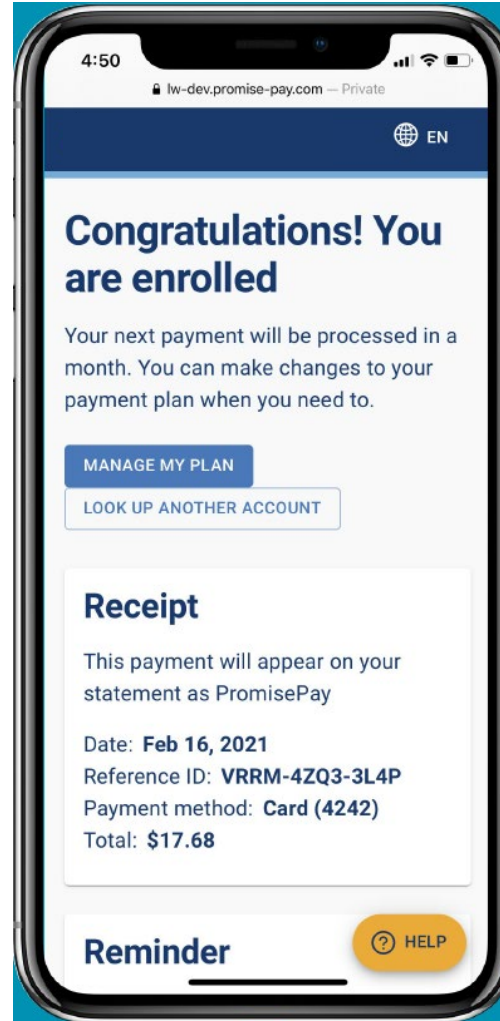 4:50
lw-dev.promise-pay.com — Private
EN
Congratulations! You
are enrolled
Your next payment will be processed in a
month. You can make changes to your
payment plan when you need to.
MANAGE MY PLAN
LOOK UP ANOTHER ACCOUNT
Receipt
This payment will appear on your
statement as PromisePay
Date: Feb 16, 2021
Reference ID: VRRM-4ZQ3-3L4P
Payment method: Card (4242)
Total: $17.68
Reminder
? HELP